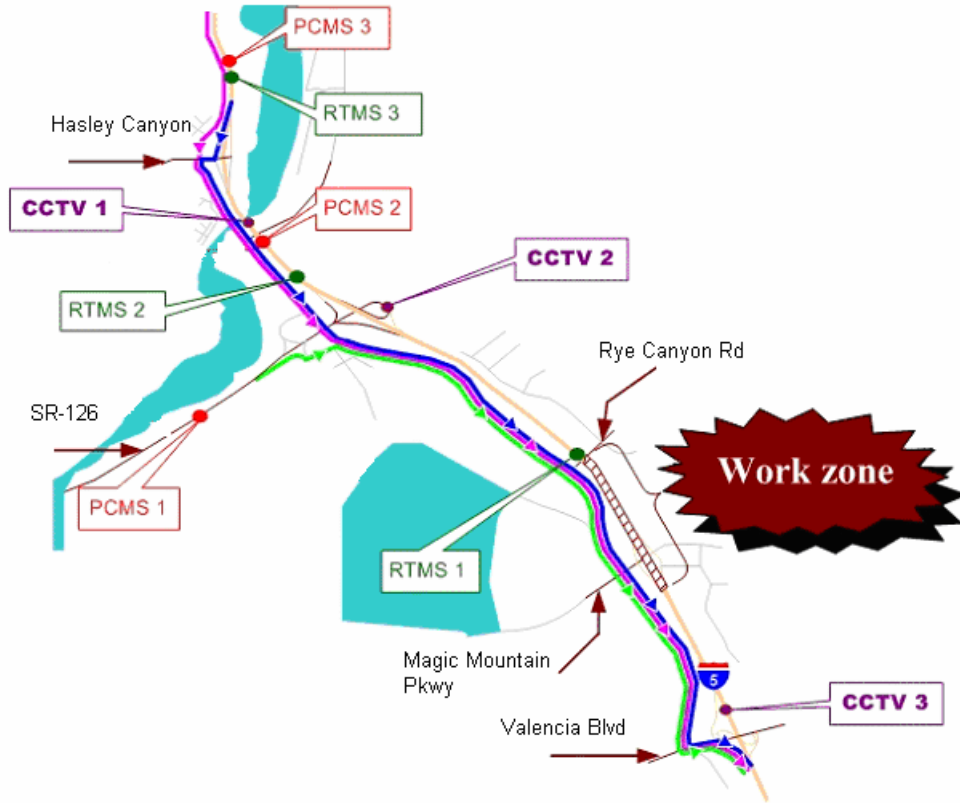 PCMS 3
RTMS 3
Hasley Canyon
CCTV 1
PCMS 2
CCTV 2
RTMS 2
Rye Canyon Rd
SR-126
Work zone
PCMS 1
RTMS 1
Magic Mountain
Pkwy
5
CCTV 3
Valencia Blvd